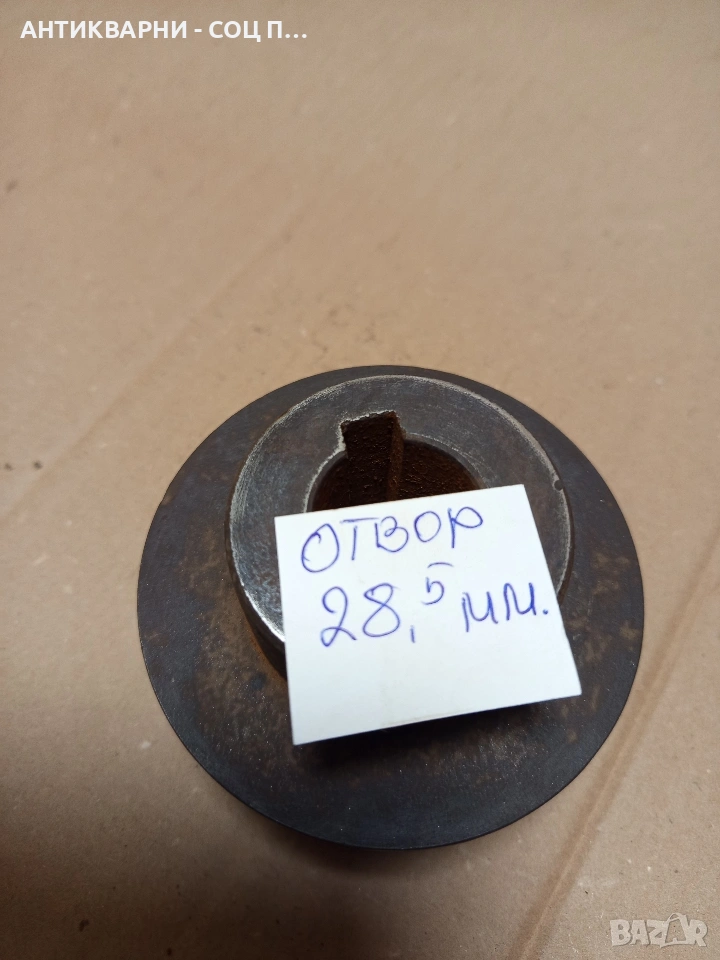 АНТИКВАРНИ - СОЦ П...
ОТВОР
28,5 мм.
BAZAR